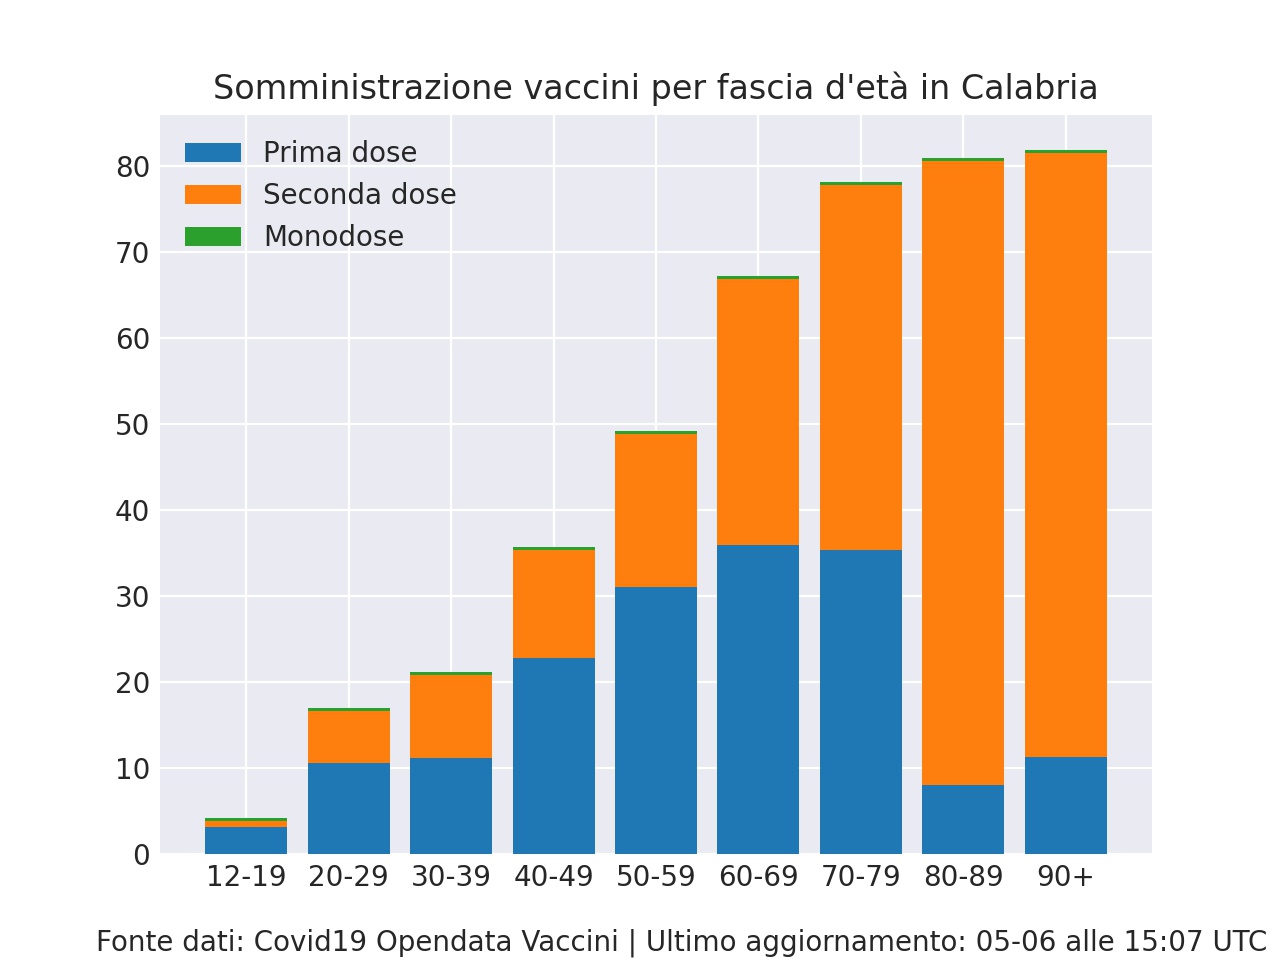 Somministrazione vaccini per fascia d'età in Calabria
Prima dose
Seconda dose
Monodose
80
70
60
50
40
30
20
10
0
12-19 20-29 30-39 40-49 50-59 60-69 70-79 80-89 90+
Fonte dati: Covid19 Opendata Vaccini | Ultimo aggiornamento: 05-06 alle 15:07 UTC